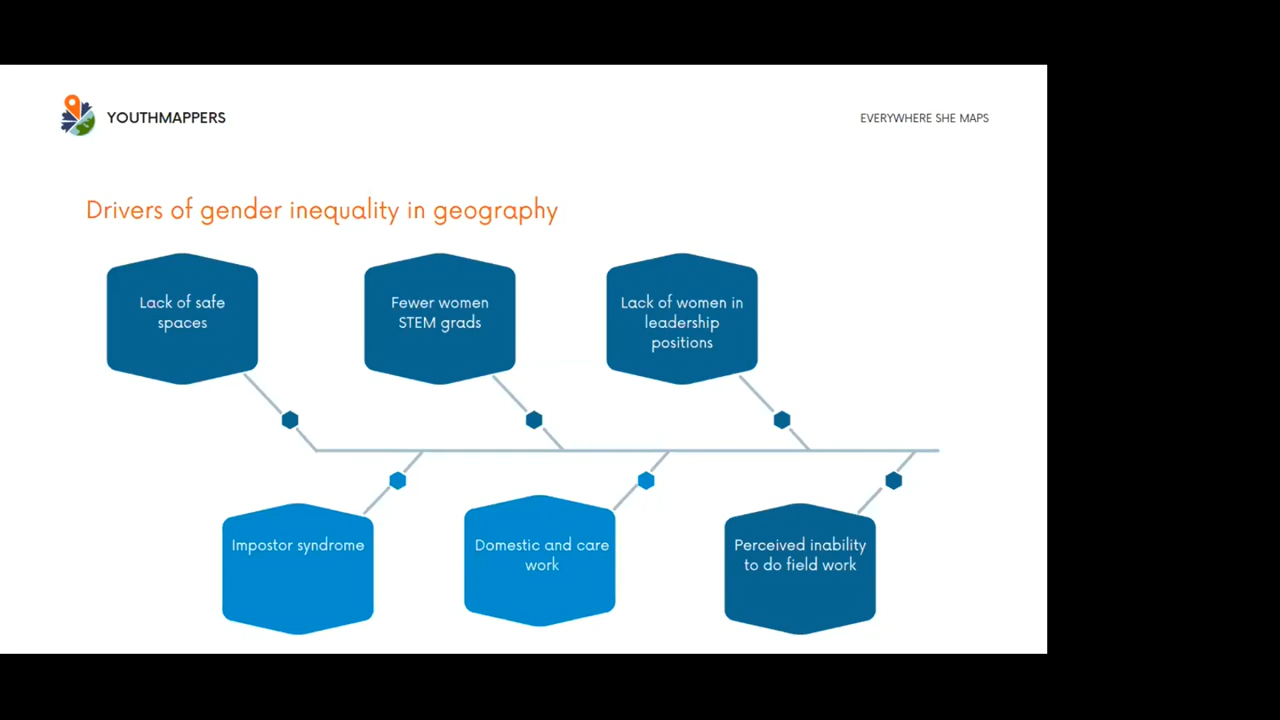 YOUTHMAPPERS
EVERYWHERE SHE MAPS
Drivers of gender inequality in geography
Lack of safe
spaces
Fewer women
STEM grads
Lack of women in
leadership
positions
Impostor syndrome
Domestic and care
work
Perceived inability
to do field work